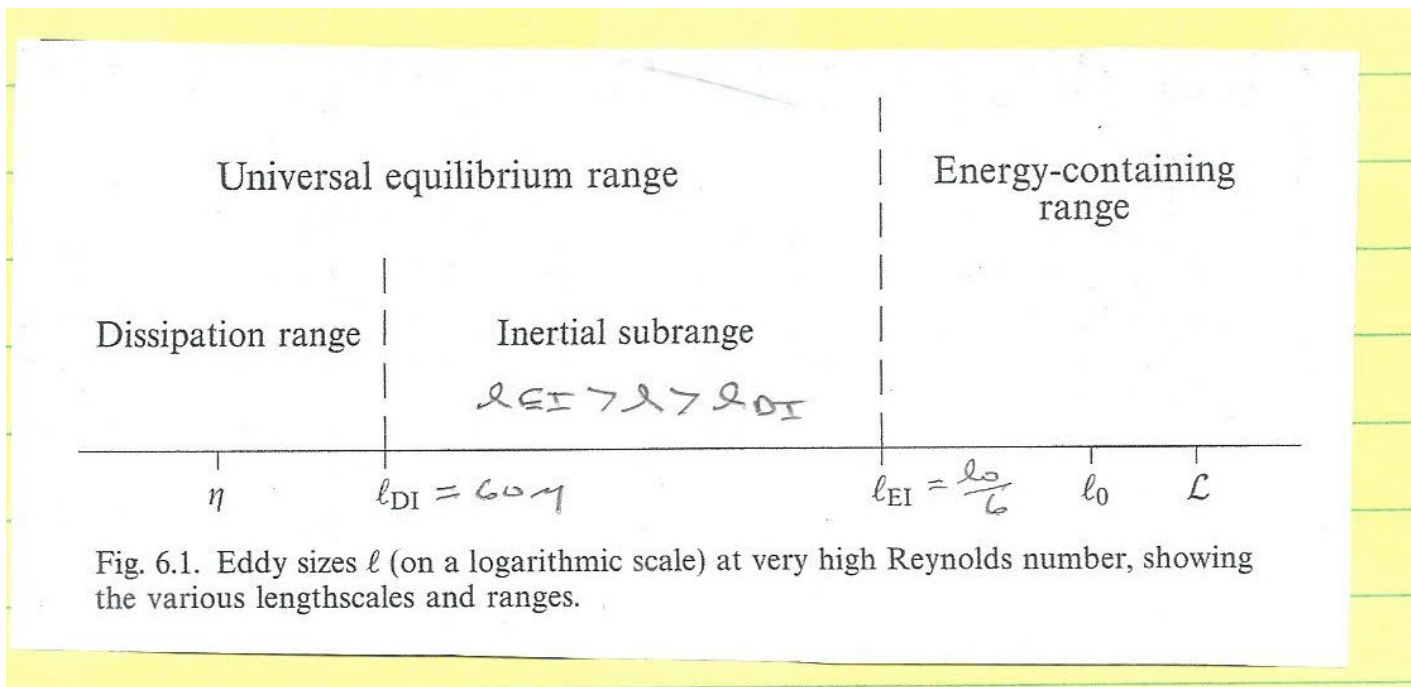 Universal equilibrium range
Energy-containing
range
Dissipation range
Inertial subrange
ℓEI > ℓ > ℓDI
η
ℓDI = 60η
ℓEI = ℓ0/6
ℓ0
ℒ
Fig. 6.1. Eddy sizes ℓ (on a logarithmic scale) at very high Reynolds number, showing
the various lengthscales and ranges.